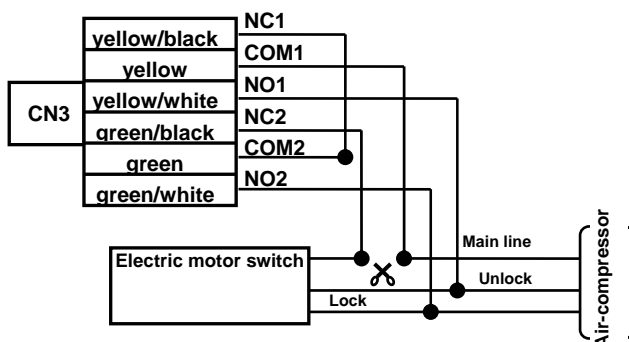 NC1
yellow/black
COM1
yellow
NO1
yellow/white
CN3
NC2
green/black
COM2
green
NO2
green/white
Main line
Electric motor switch
Unlock
Lock
Air-compressor